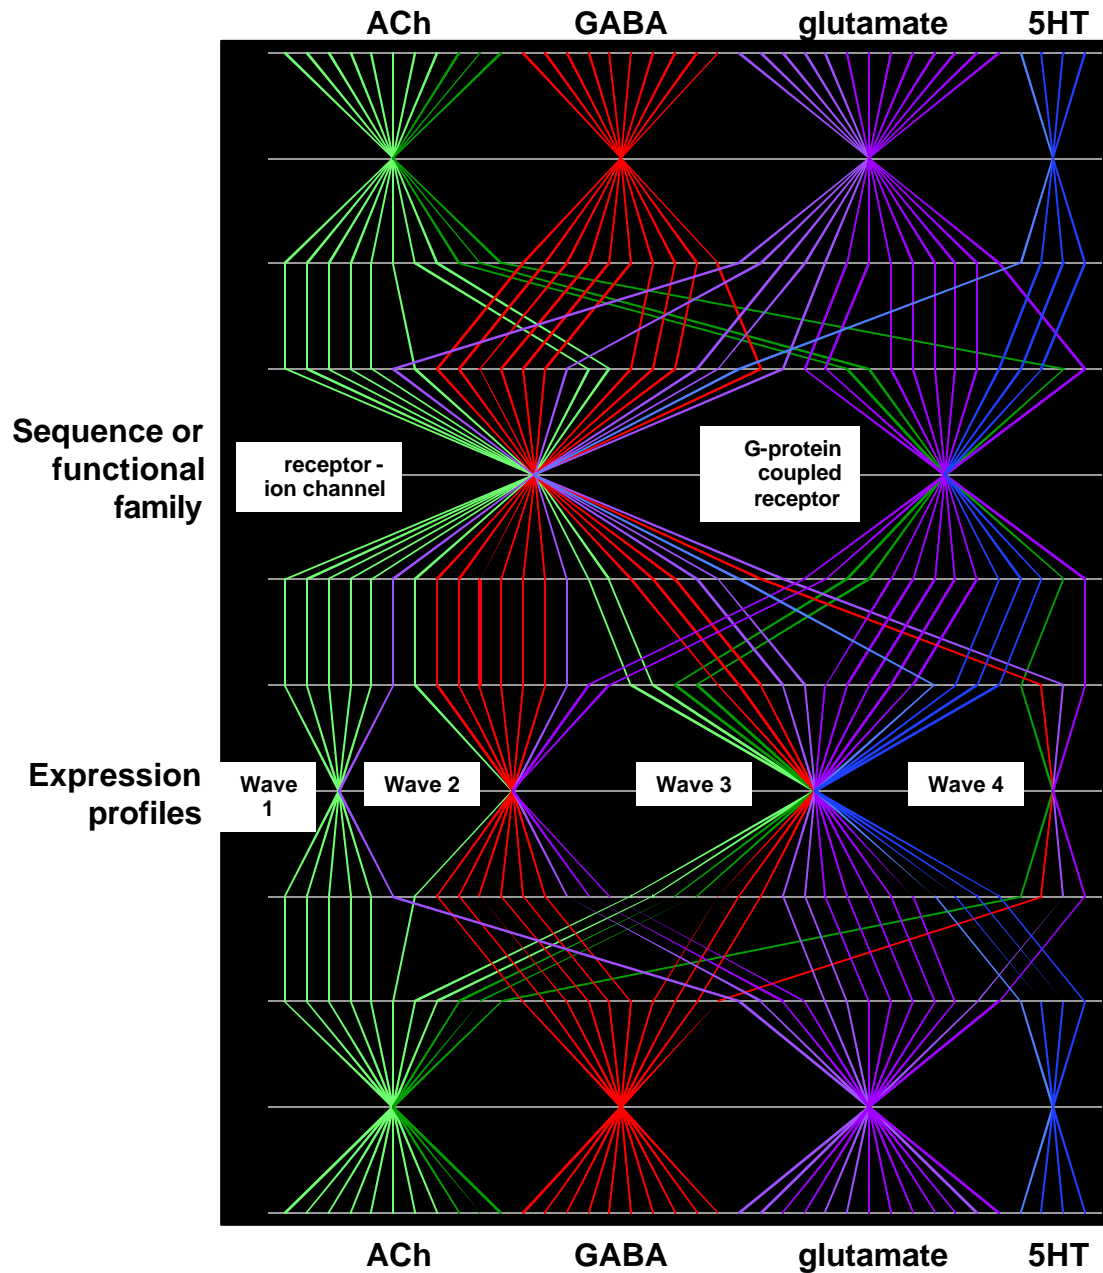 ACh GABA glutamate 5HT
Sequence or
functional
family
receptor -
ion channel
G-protein
coupled
receptor
Expression
profiles
Wave
1
Wave 2
Wave 3
Wave 4
ACh GABA glutamate 5HT